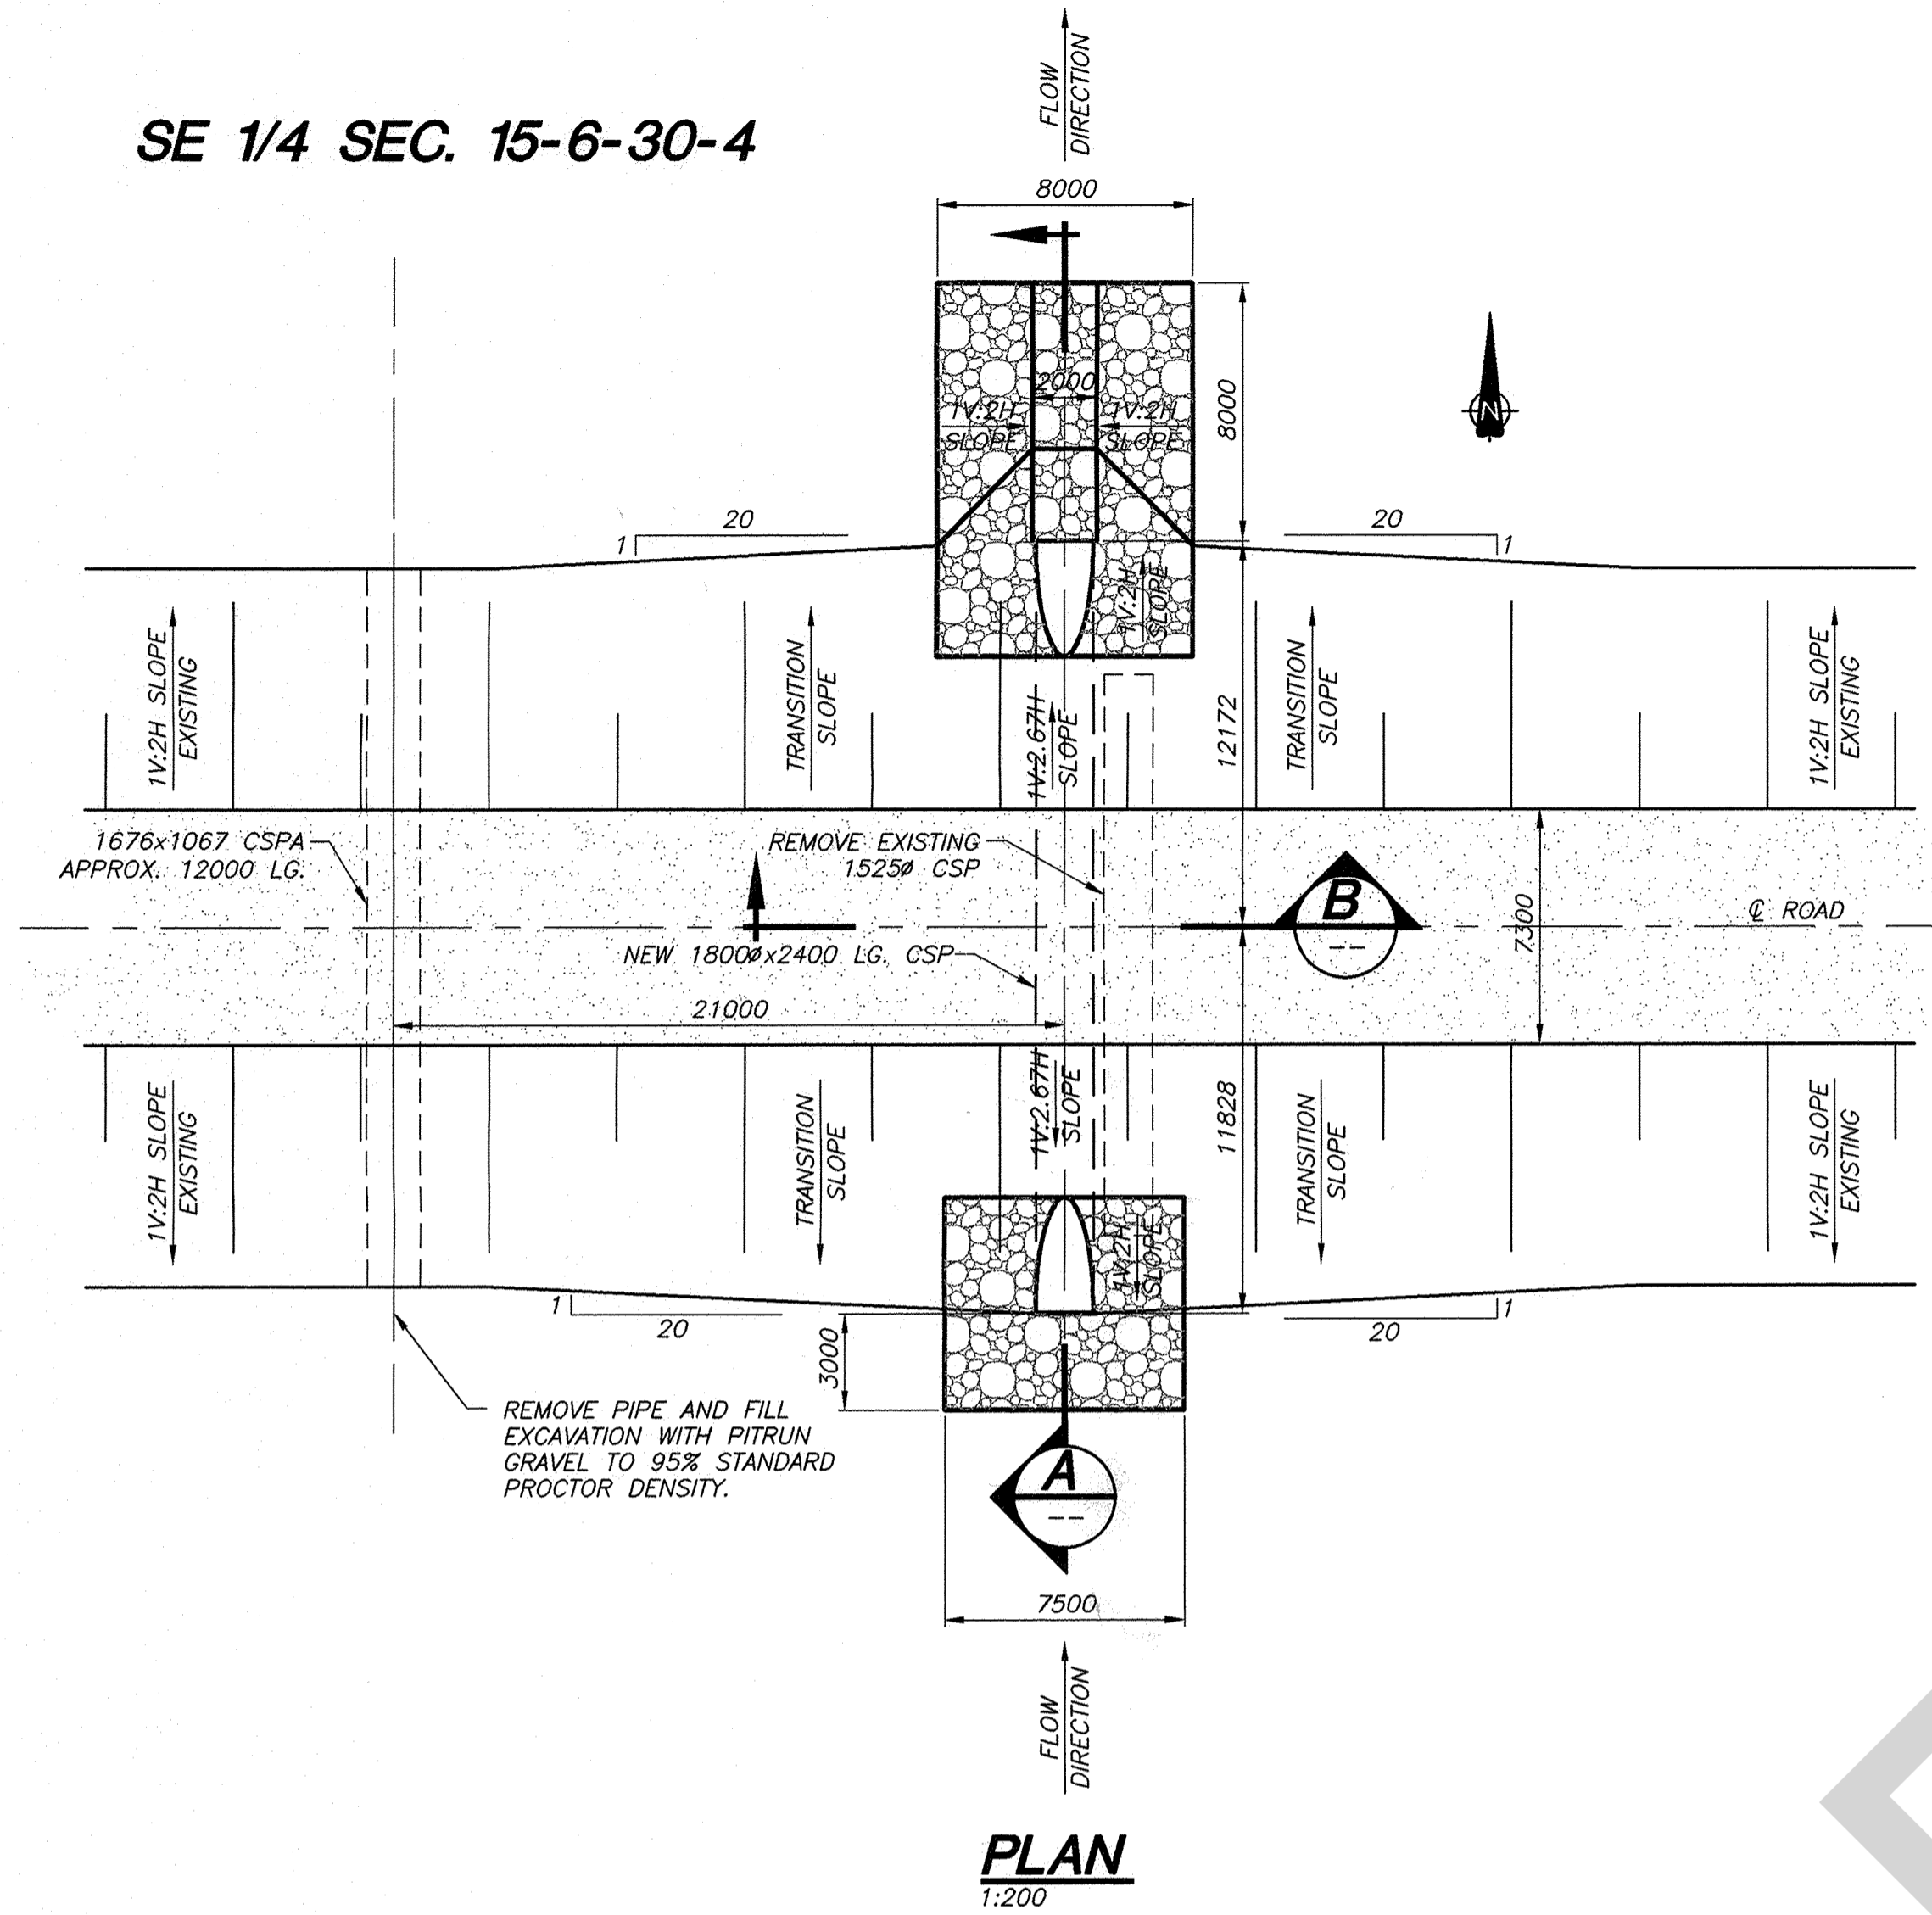 FLOW
DIRECTION
SE 1/4 SEC. 15-6-30-4
8000
2000
1V:2H
SLOPE
1V:2H
SLOPE
8000
N
20
1
20
1
1V:2H
SLOPE
1V:2H SLOPE
EXISTING
TRANSITION
SLOPE
1V:2.67H
SLOPE
12172
TRANSITION
SLOPE
1V:2H SLOPE
EXISTING
1676x1067 CSPA
APPROX. 12000 LG.
REMOVE EXISTING
1525ø CSP
B
--
℄ ROAD
7300
NEW 1800øx2400 LG. CSP
21000
1V:2H SLOPE
EXISTING
TRANSITION
SLOPE
1V:2.67H
SLOPE
11828
TRANSITION
SLOPE
1V:2H SLOPE
EXISTING
1V:2H
SLOPE
1
20
20
1
3000
REMOVE PIPE AND FILL
EXCAVATION WITH PITRUN
GRAVEL TO 95% STANDARD
PROCTOR DENSITY.
A
--
7500
FLOW
DIRECTION
PLAN
1:200